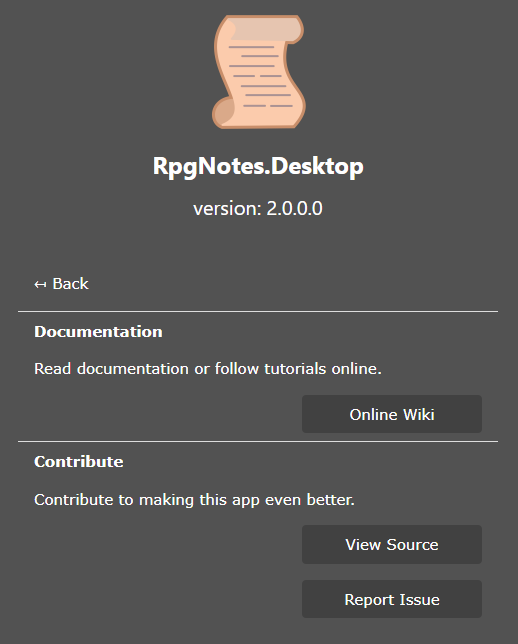 RpgNotes.Desktop
version: 2.0.0.0
↤ Back
Documentation
Read documentation or follow tutorials online.
Online Wiki
Contribute
Contribute to making this app even better.
View Source
Report Issue